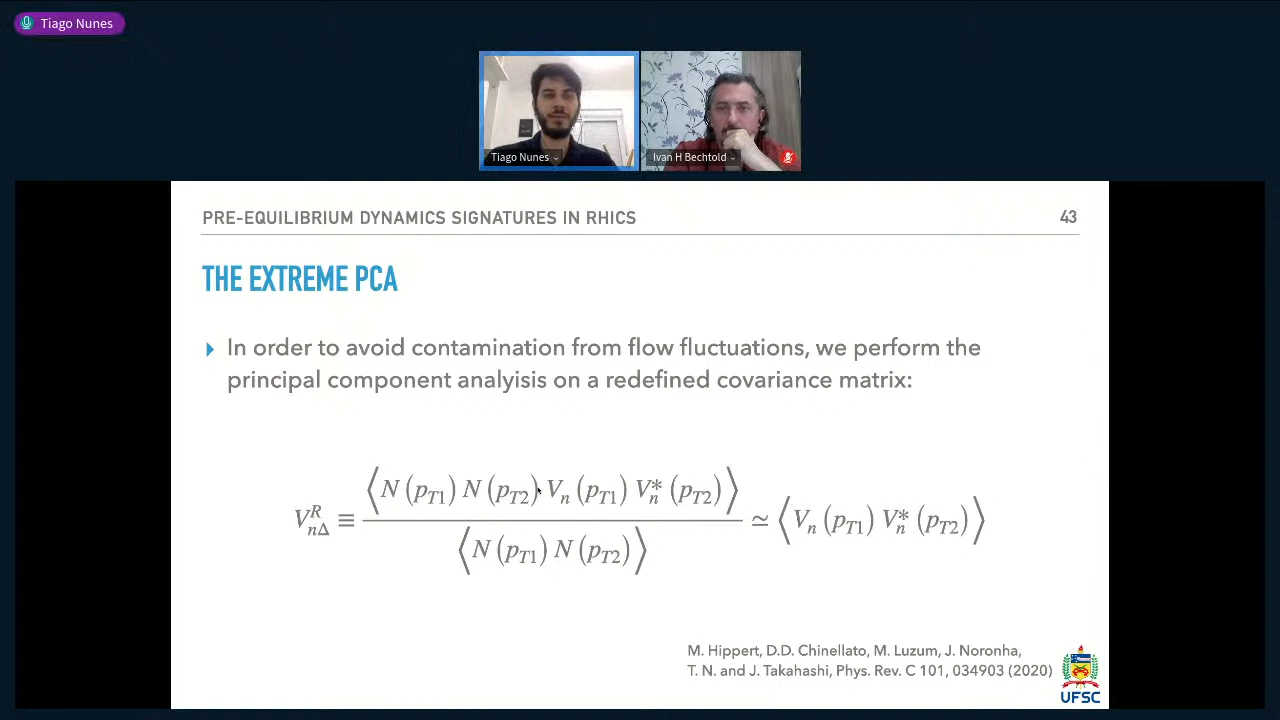 Tiago Nunes
Tiago Nunes
Ivan H Bechtold
PRE-EQUILIBRIUM DYNAMICS SIGNATURES IN RHICS
43
THE EXTREME PCA
In order to avoid contamination from flow fluctuations, we perform the
principal component analyisis on a redefined covariance matrix:
V^R_{nΔ} ≡ ⟨N(p_{T1}) N(p_{T2}) V_n(p_{T1}) V_n^*(p_{T2})⟩ / ⟨N(p_{T1}) N(p_{T2})⟩ ≃ ⟨V_n(p_{T1}) V_n^*(p_{T2})⟩
M. Hippert, D.D. Chinellato, M. Luzum, J. Noronha,
T. N. and J. Takahashi, Phys. Rev. C 101, 034903 (2020)
UFSC